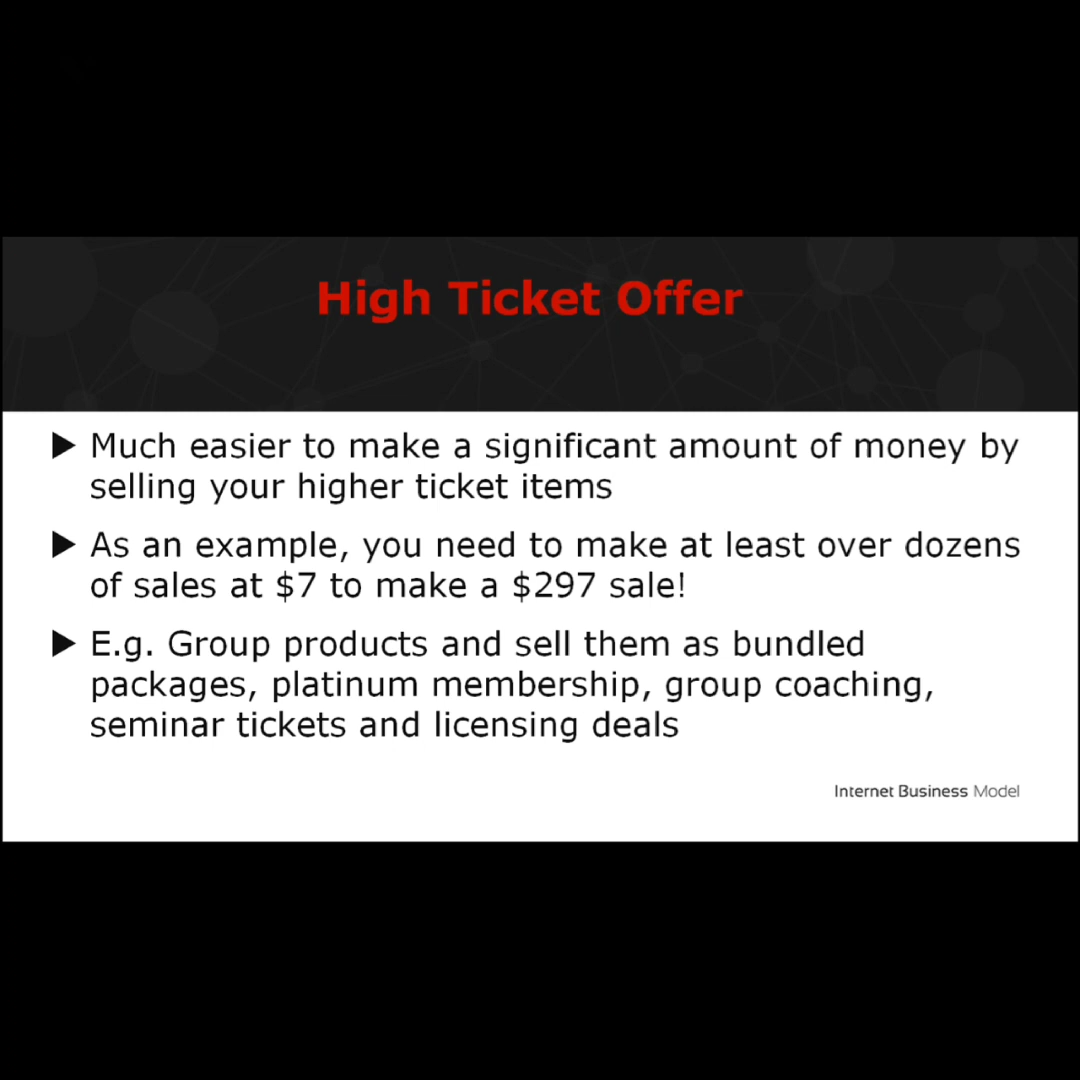 High Ticket Offer
▶ Much easier to make a significant amount of money by
selling your higher ticket items
▶ As an example, you need to make at least over dozens
of sales at $7 to make a $297 sale!
▶ E.g. Group products and sell them as bundled
packages, platinum membership, group coaching,
seminar tickets and licensing deals
Internet Business Model